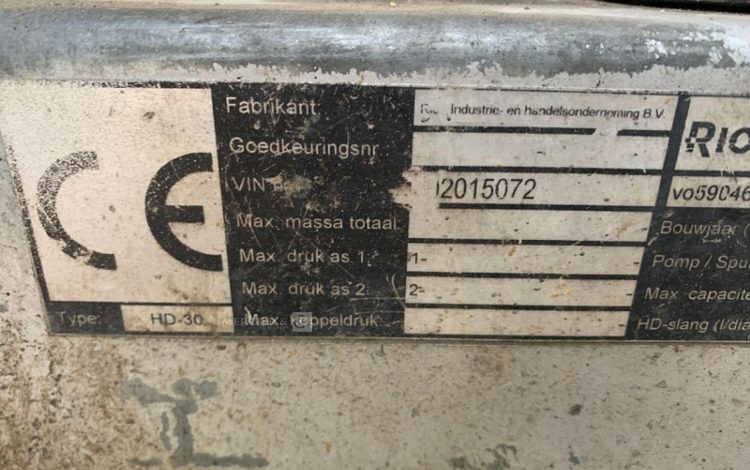 CE
Fabrikant Industrie- en handelsonderneming B.V. RIO
Goedkeuringsnr
VIN 2015072 vo59046
Max. massa totaal Bouwjaar (
Max. druk as 1: 1- Pomp / Spu
Max. druk as 2: 2- Max. capacite
Type: HD-30 Max. koppeldruk HD-slang (l/dia